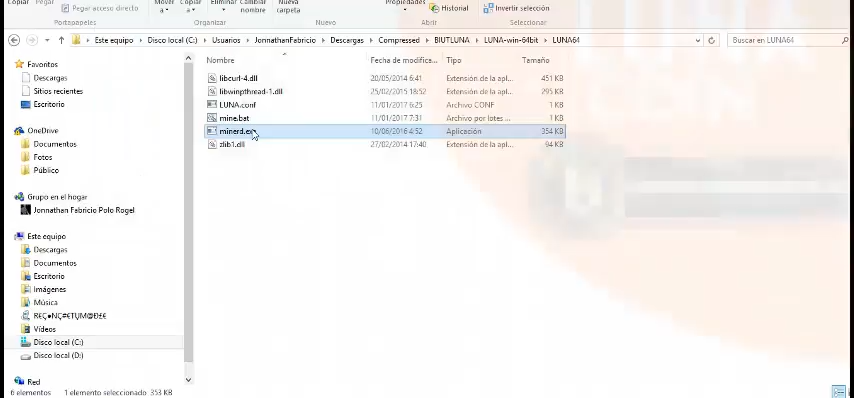 Copiar Pegar Mover a Copiar a Eliminar Cambiar nombre Nueva carpeta Propiedades
Pegar acceso directo Historial Invertir selección
Portapapeles Organizar Nuevo Abrir Selección
Este equipo Disco local (C:) Usuarios JonnathanFabricio Descargas Compressed BIUTLUNA LUNA-win-64bit LUNA64 Buscar en LUNA64
Nombre Fecha de modifica... Tipo Tamaño
Favoritos
Descargas
Sitios recientes
Escritorio
OneDrive
Documentos
Fotos
Público
Grupo en el hogar
Jonnathan Fabricio Polo Rogel
Este equipo
Descargas
Documentos
Escritorio
Imágenes
Música
Vídeos
Disco local (C:)
Disco local (D:)
Red
libcurl-4.dll 20/05/2014 6:41 Extensión de la apl... 451 KB
libwinpthread-1.dll 25/02/2015 18:52 Extensión de la apl... 295 KB
LUNA.conf 11/01/2017 6:25 Archivo CONF 1 KB
mine.bat 11/01/2017 7:31 Archivo por lotes ... 1 KB
minerd.exe 10/06/2016 4:52 Aplicación 354 KB
zlib1.dll 27/02/2014 17:40 Extensión de la apl... 94 KB
6 elementos 1 elemento seleccionado 353 KB